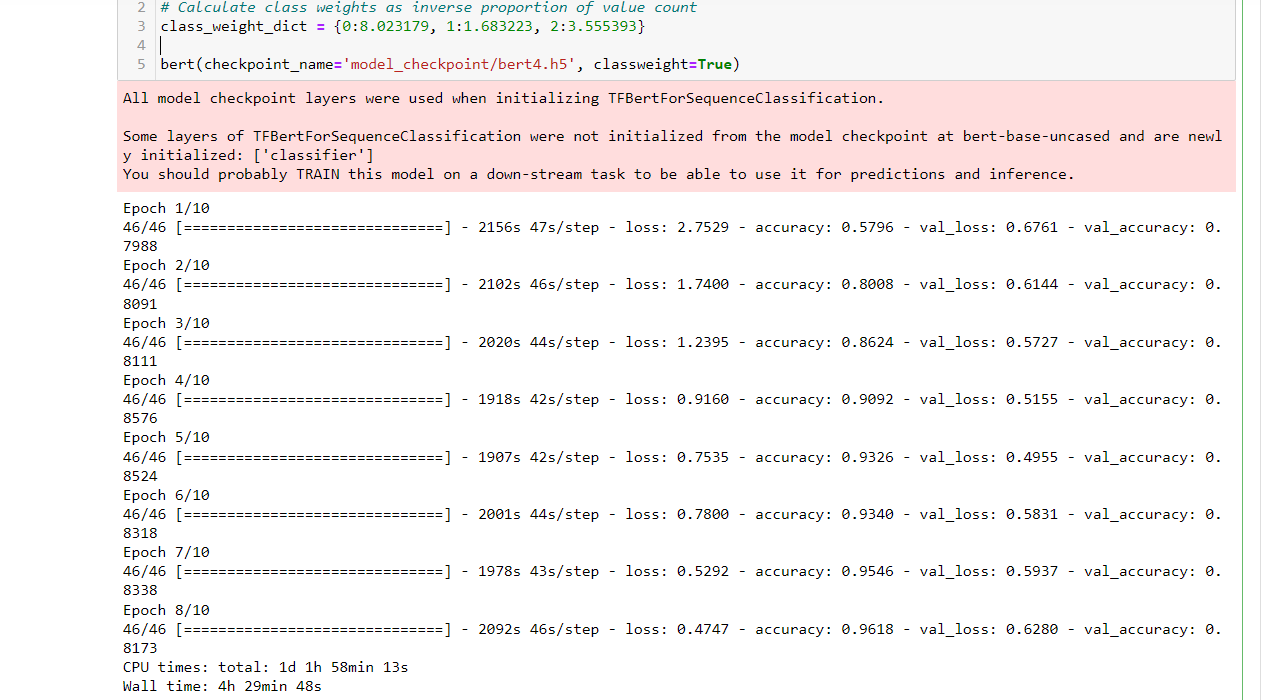 2 # Calculate class weights as inverse proportion of value count
3 class_weight_dict = {0:8.023179, 1:1.683223, 2:3.555393}
4
5 bert(checkpoint_name='model_checkpoint/bert4.h5', classweight=True)
All model checkpoint layers were used when initializing TFBertForSequenceClassification.
Some layers of TFBertForSequenceClassification were not initialized from the model checkpoint at bert-base-uncased and are newl
y initialized: ['classifier']
You should probably TRAIN this model on a down-stream task to be able to use it for predictions and inference.
Epoch 1/10
46/46 [==============================] - 2156s 47s/step - loss: 2.7529 - accuracy: 0.5796 - val_loss: 0.6761 - val_accuracy: 0.
7988
Epoch 2/10
46/46 [==============================] - 2102s 46s/step - loss: 1.7400 - accuracy: 0.8008 - val_loss: 0.6144 - val_accuracy: 0.
8091
Epoch 3/10
46/46 [==============================] - 2020s 44s/step - loss: 1.2395 - accuracy: 0.8624 - val_loss: 0.5727 - val_accuracy: 0.
8111
Epoch 4/10
46/46 [==============================] - 1918s 42s/step - loss: 0.9160 - accuracy: 0.9092 - val_loss: 0.5155 - val_accuracy: 0.
8576
Epoch 5/10
46/46 [==============================] - 1907s 42s/step - loss: 0.7535 - accuracy: 0.9326 - val_loss: 0.4955 - val_accuracy: 0.
8524
Epoch 6/10
46/46 [==============================] - 2001s 44s/step - loss: 0.7800 - accuracy: 0.9340 - val_loss: 0.5831 - val_accuracy: 0.
8318
Epoch 7/10
46/46 [==============================] - 1978s 43s/step - loss: 0.5292 - accuracy: 0.9546 - val_loss: 0.5937 - val_accuracy: 0.
8338
Epoch 8/10
46/46 [==============================] - 2092s 46s/step - loss: 0.4747 - accuracy: 0.9618 - val_loss: 0.6280 - val_accuracy: 0.
8173
CPU times: total: 1d 1h 58min 13s
Wall time: 4h 29min 48s